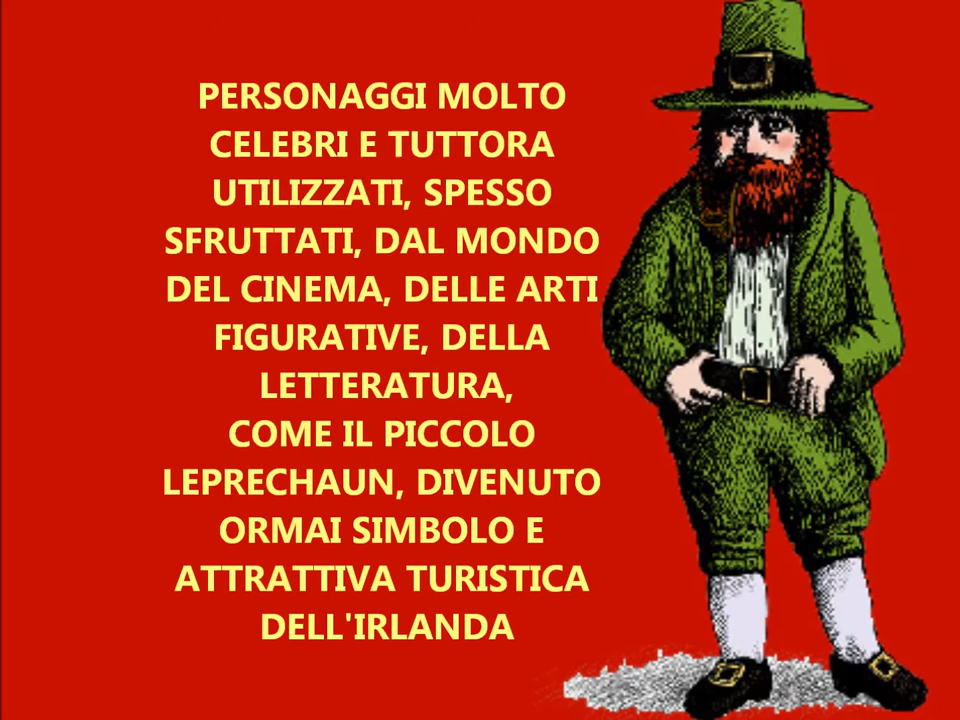 PERSONAGGI MOLTO
CELEBRI E TUTTORA
UTILIZZATI, SPESSO
SFRUTTATI, DAL MONDO
DEL CINEMA, DELLE ARTI
FIGURATIVE, DELLA
LETTERATURA,
COME IL PICCOLO
LEPRECHAUN, DIVENUTO
ORMAI SIMBOLO E
ATTRATTIVA TURISTICA
DELL'IRLANDA